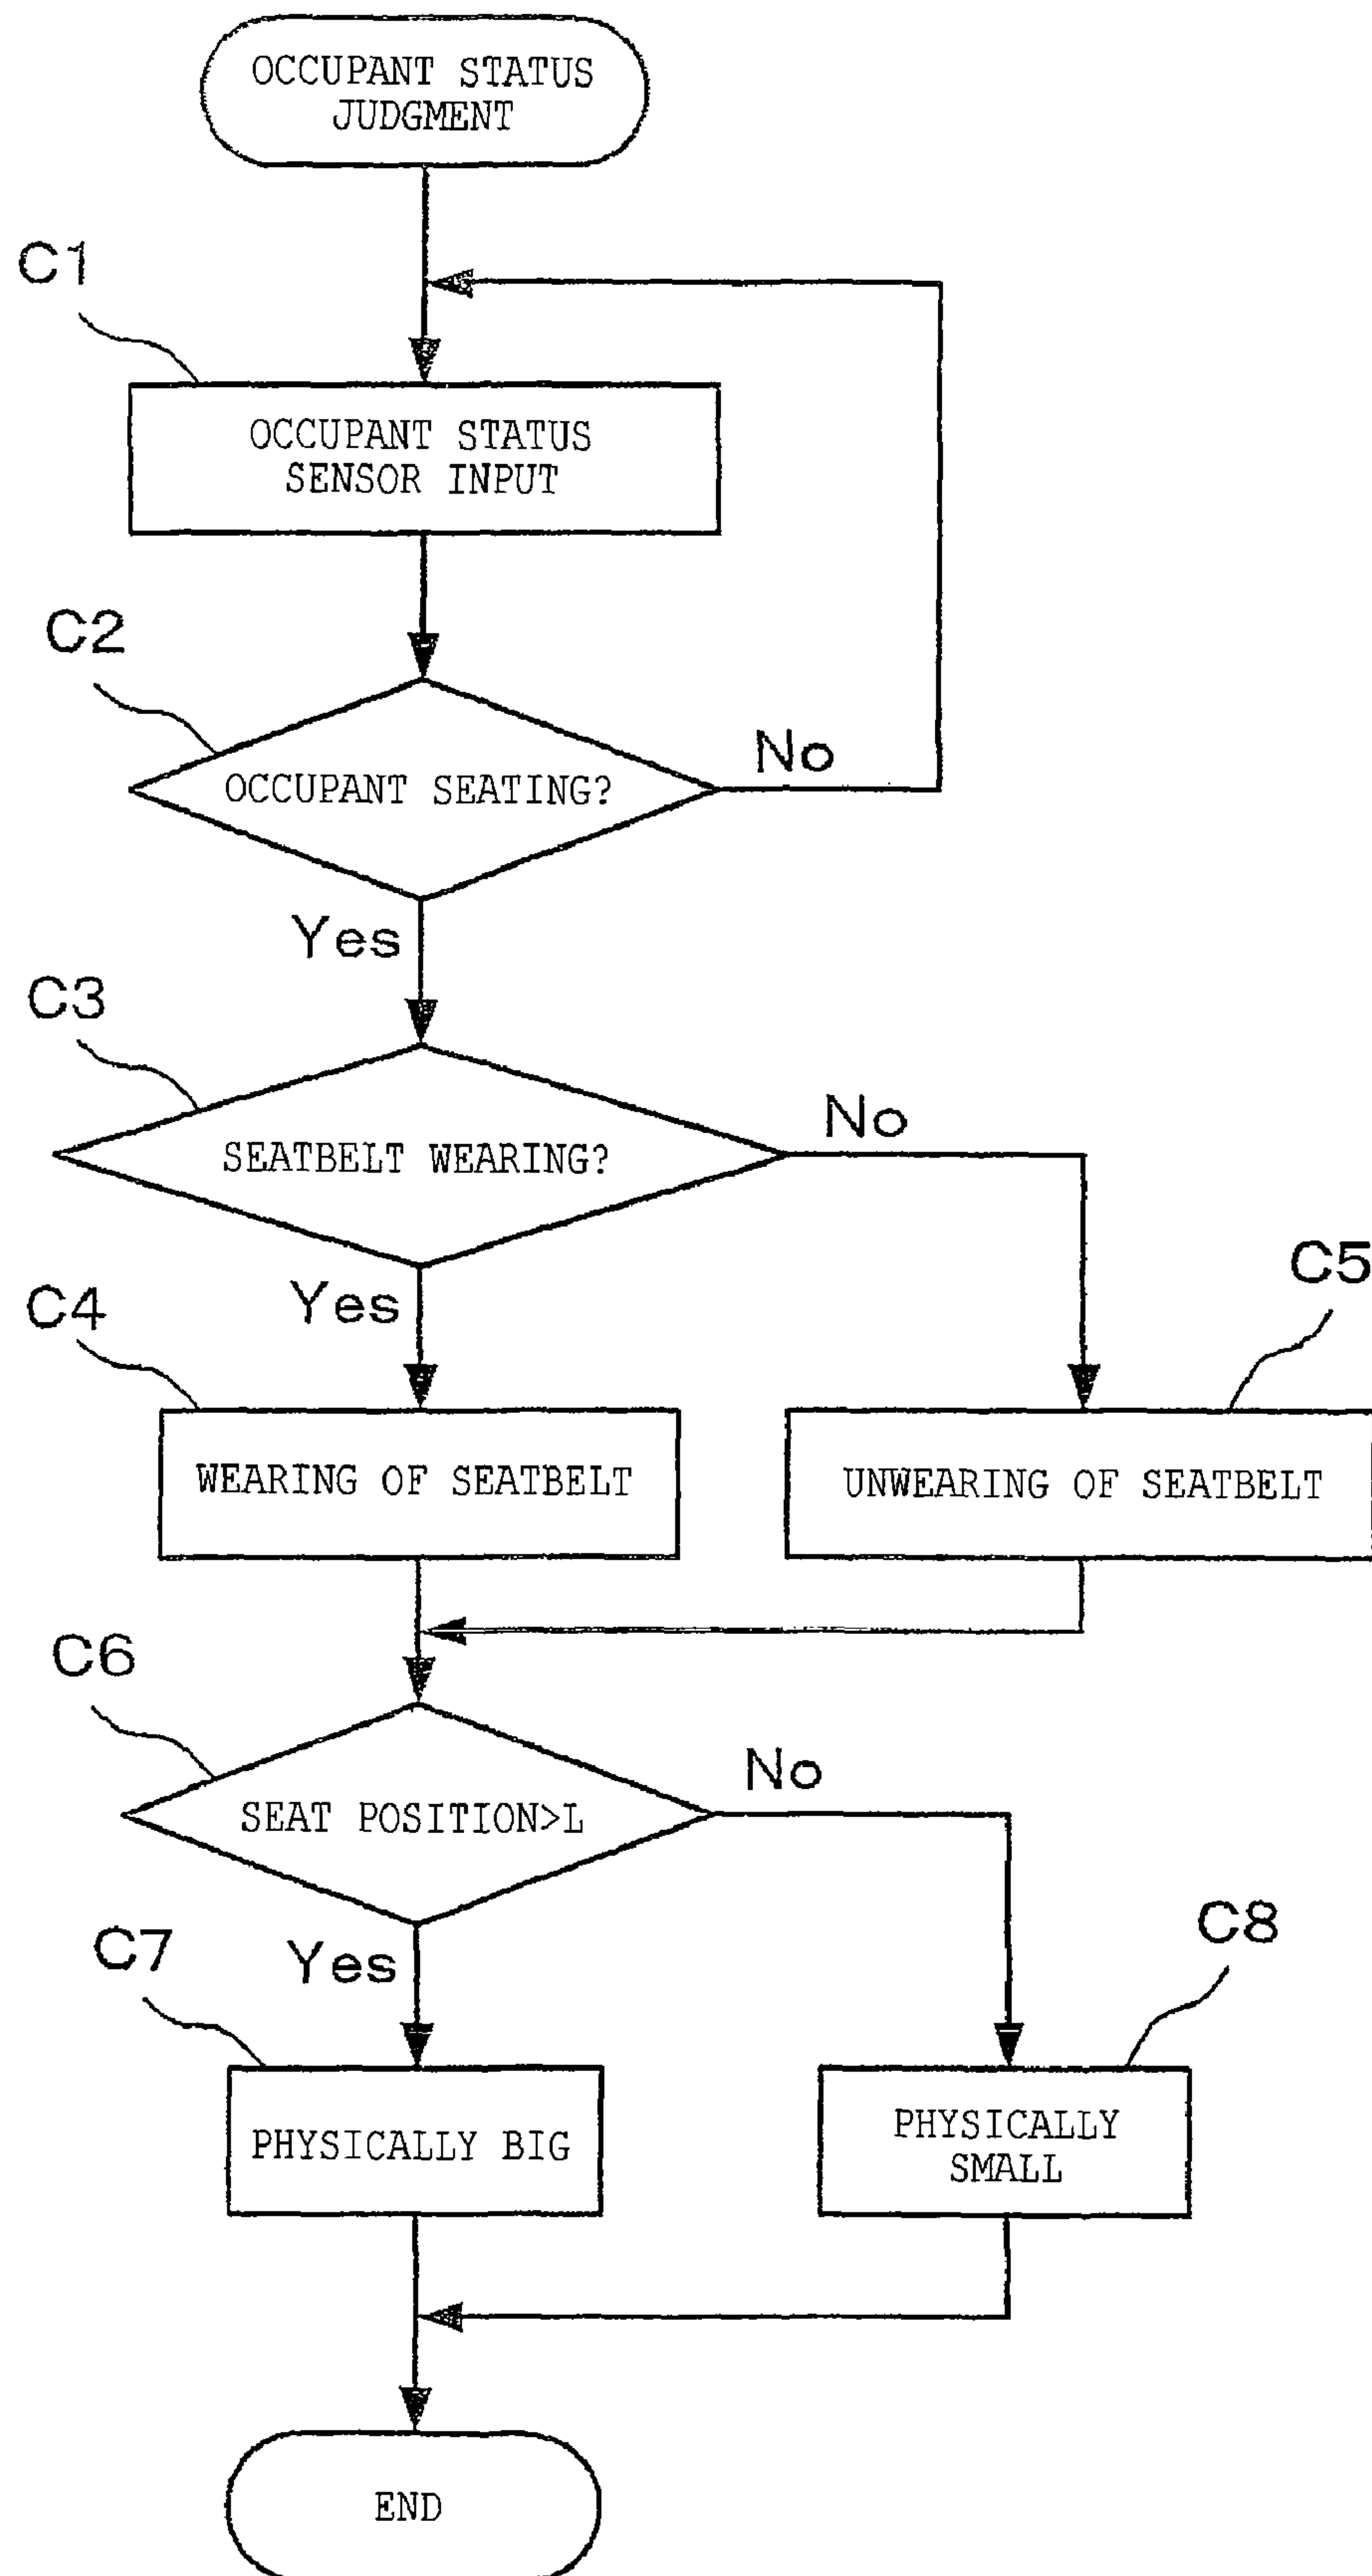 OCCUPANT STATUS
JUDGMENT
C1
OCCUPANT STATUS
SENSOR INPUT
C2
OCCUPANT SEATING?
No
Yes
C3
SEATBELT WEARING?
No
Yes
C4
C5
WEARING OF SEATBELT
UNWEARING OF SEATBELT
C6
SEAT POSITION>L
No
Yes
C7
C8
PHYSICALLY BIG
PHYSICALLY
SMALL
END